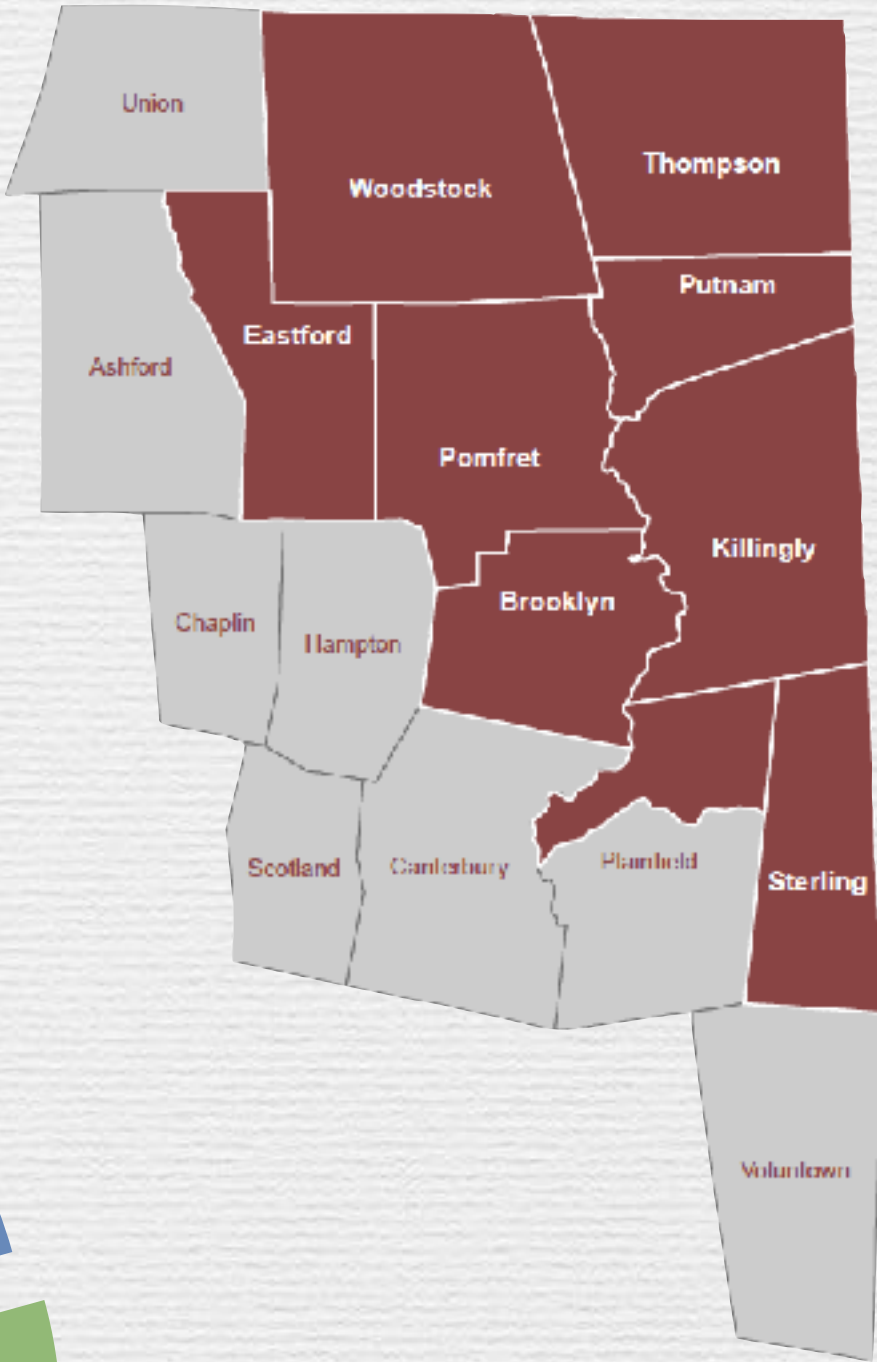 Union
Woodstock
Thompson
Putnam
Eastford
Ashford
Pomfret
Killingly
Brooklyn
Chaplin
Hampton
Scotland
Canterbury
Plainfield
Sterling
Voluntown